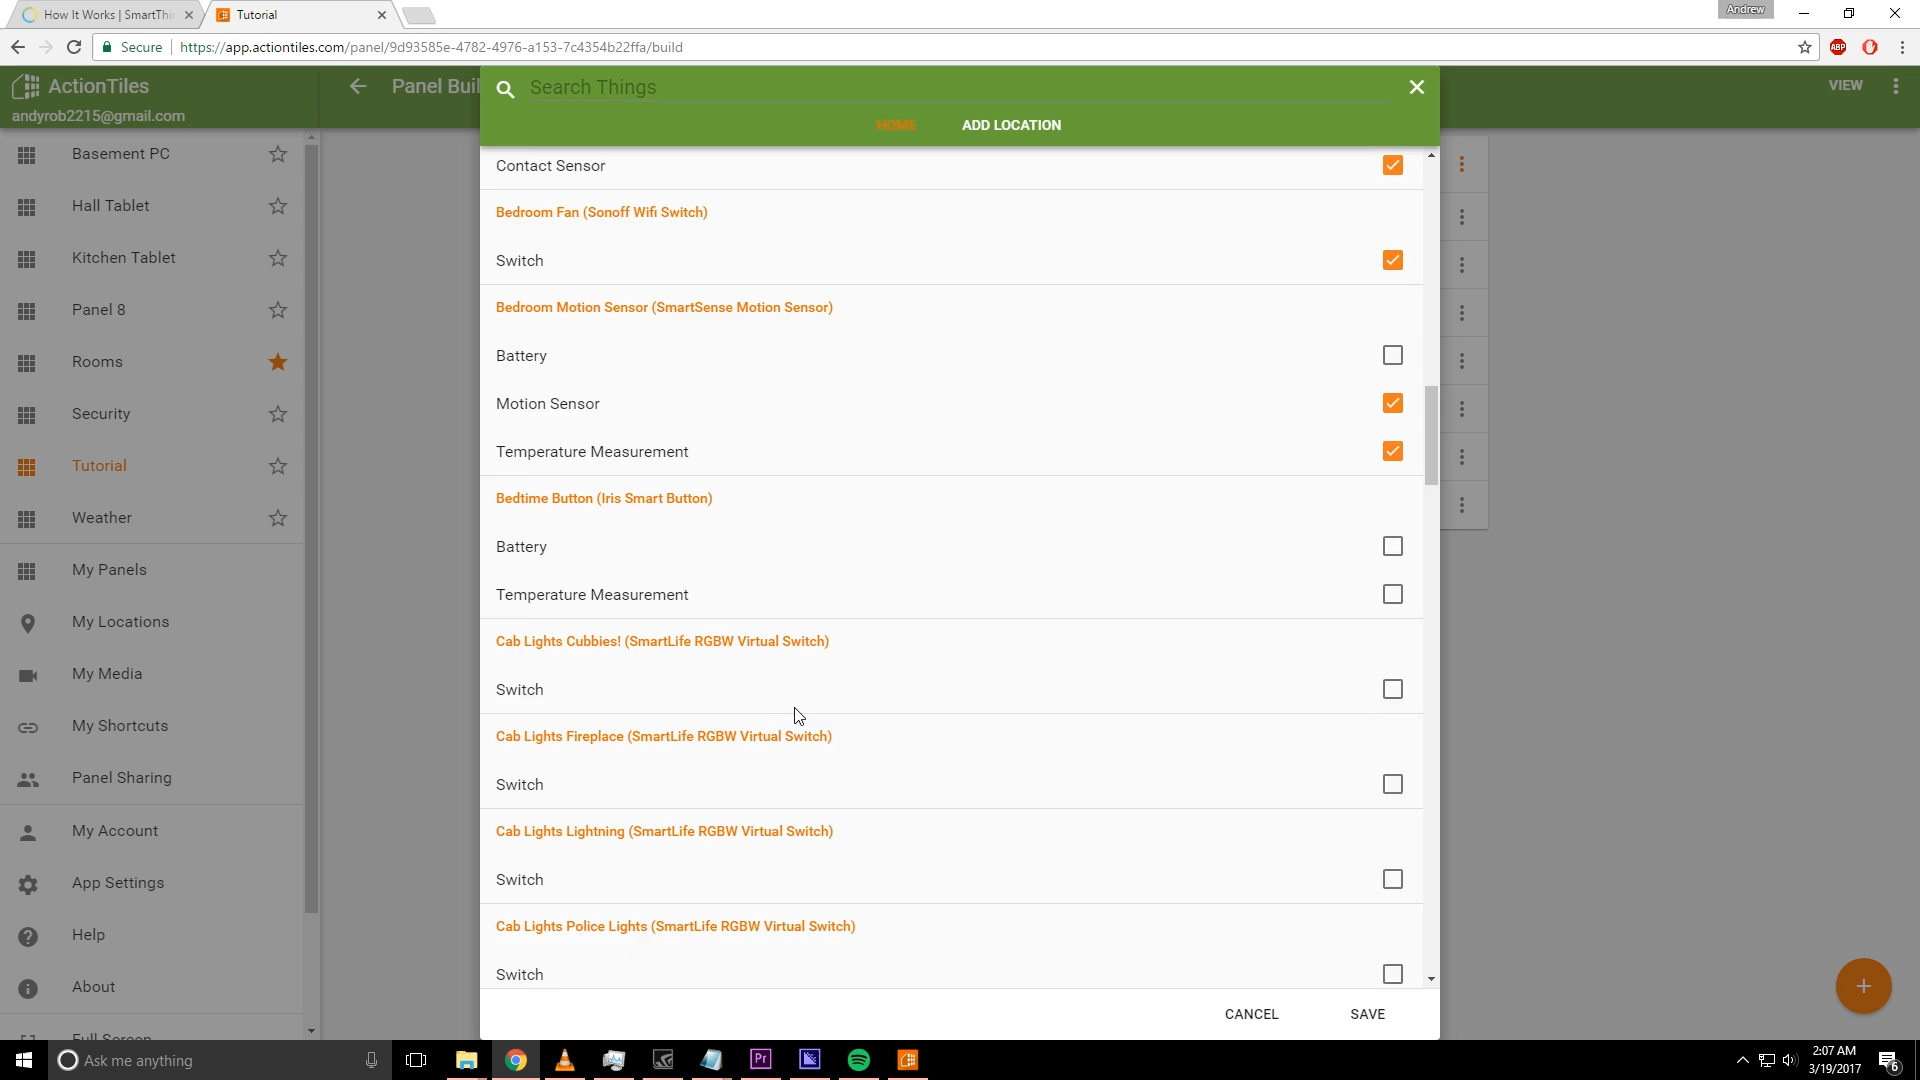 How It Works | SmartThin
Tutorial
Andrew
Secure
https://app.actiontiles.com/panel/9d93585e-4782-4976-a153-7c4354b22ffa/build
ABP
ActionTiles
andyrob2215@gmail.com
Panel Buil
Search Things
HOME
ADD LOCATION
VIEW
Basement PC
Hall Tablet
Kitchen Tablet
Panel 8
Rooms
Security
Tutorial
Weather
My Panels
My Locations
My Media
My Shortcuts
Panel Sharing
My Account
App Settings
Help
About
Full Screen
Contact Sensor
Bedroom Fan (Sonoff Wifi Switch)
Switch
Bedroom Motion Sensor (SmartSense Motion Sensor)
Battery
Motion Sensor
Temperature Measurement
Bedtime Button (Iris Smart Button)
Battery
Temperature Measurement
Cab Lights Cubbies! (SmartLife RGBW Virtual Switch)
Switch
Cab Lights Fireplace (SmartLife RGBW Virtual Switch)
Switch
Cab Lights Lightning (SmartLife RGBW Virtual Switch)
Switch
Cab Lights Police Lights (SmartLife RGBW Virtual Switch)
Switch
CANCEL
SAVE
Ask me anything
Pr
2:07 AM
3/19/2017
6